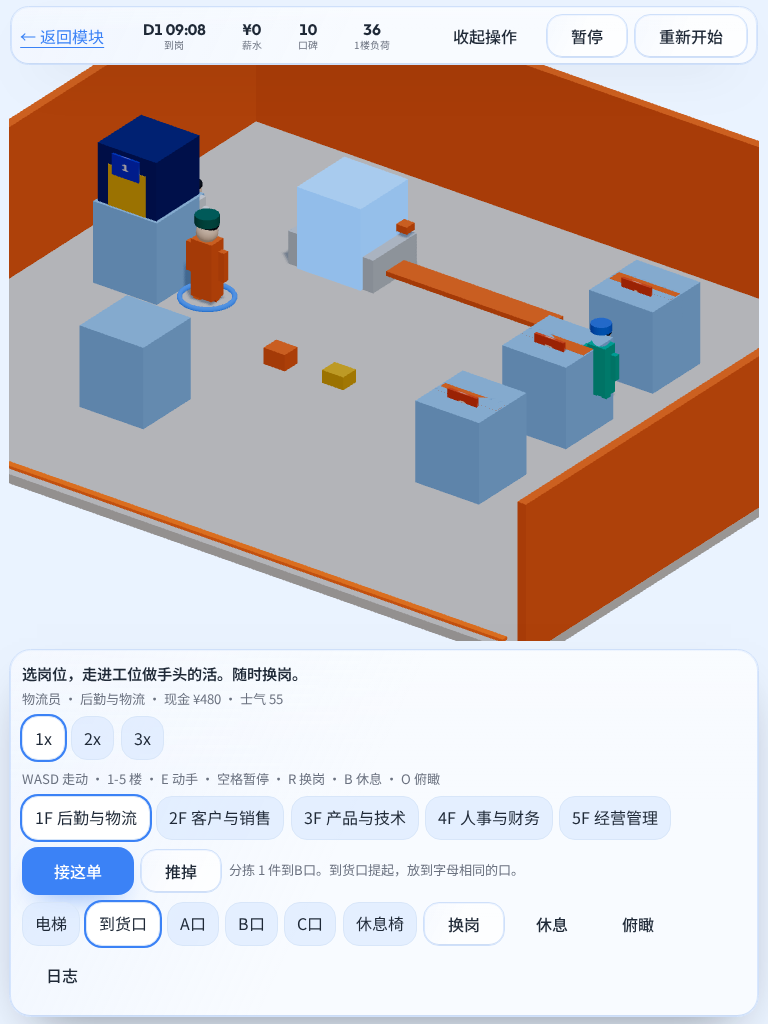 ← 返回模块
D1 09:08
到岗
¥0
薪水
10
口碑
36
1楼负荷
收起操作
暂停
重新开始
1
选岗位，走进工位做手头的活。随时换岗。
物流员 · 后勤与物流 · 现金 ¥480 · 士气 55
1x 2x 3x
WASD 走动 · 1-5 楼 · E 动手 · 空格暂停 · R 换岗 · B 休息 · O 俯瞰
1F 后勤与物流 2F 客户与销售 3F 产品与技术 4F 人事与财务 5F 经营管理
接这单 推掉 分拣 1 件到B口。到货口提起，放到字母相同的口。
电梯 到货口 A口 B口 C口 休息椅 换岗 休息 俯瞰
日志